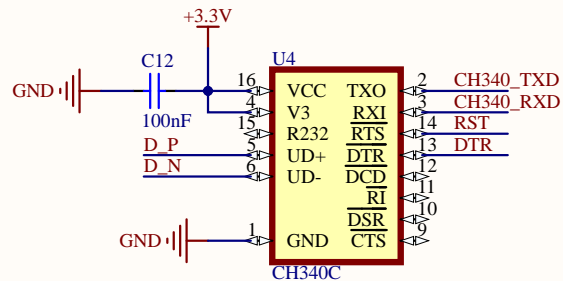 +3.3V
C12
U4
GND
100nF
16 VCC TXO 2 CH340_TXD
4 V3 RXI 3 CH340_RXD
15 R232 RTS 14 RST
D_P 5 UD+ DTR 13 DTR
D_N 6 UD- DCD 12
RI 11
DSR 10
GND 1 GND CTS 9
CH340C